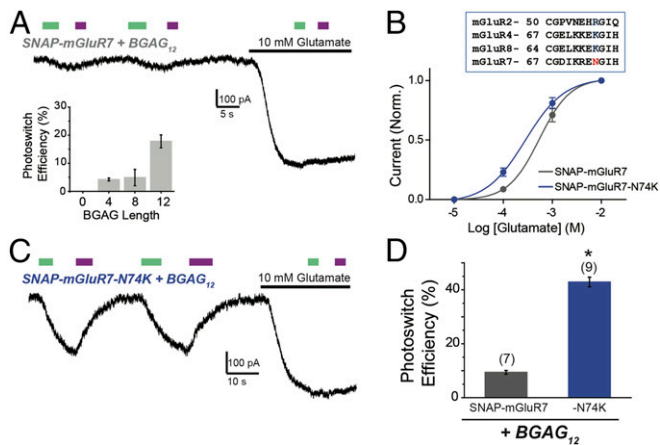 A
SNAP-mGluR7 + BGAG12
10 mM Glutamate
100 pA
5 s
Photoswitch
Efficiency (%)
30
20
10
0
0 4 8 12
BGAG Length
B
mGluR2- 50 CGPVNEHRGIQ
mGluR4- 67 CGELKKEKGIH
mGluR8- 64 CGELKKEKGIH
mGluR7- 67 CGDIKRENGIH
Current (Norm.)
1.0
0.5
0.0
SNAP-mGluR7
SNAP-mGluR7-N74K
-5 -4 -3 -2
Log [Glutamate] (M)
C
SNAP-mGluR7-N74K + BGAG12
10 mM Glutamate
100 pA
10 s
D
Photoswitch
Efficiency (%)
40
20
0
*
(9)
(7)
SNAP-mGluR7 -N74K
+ BGAG12